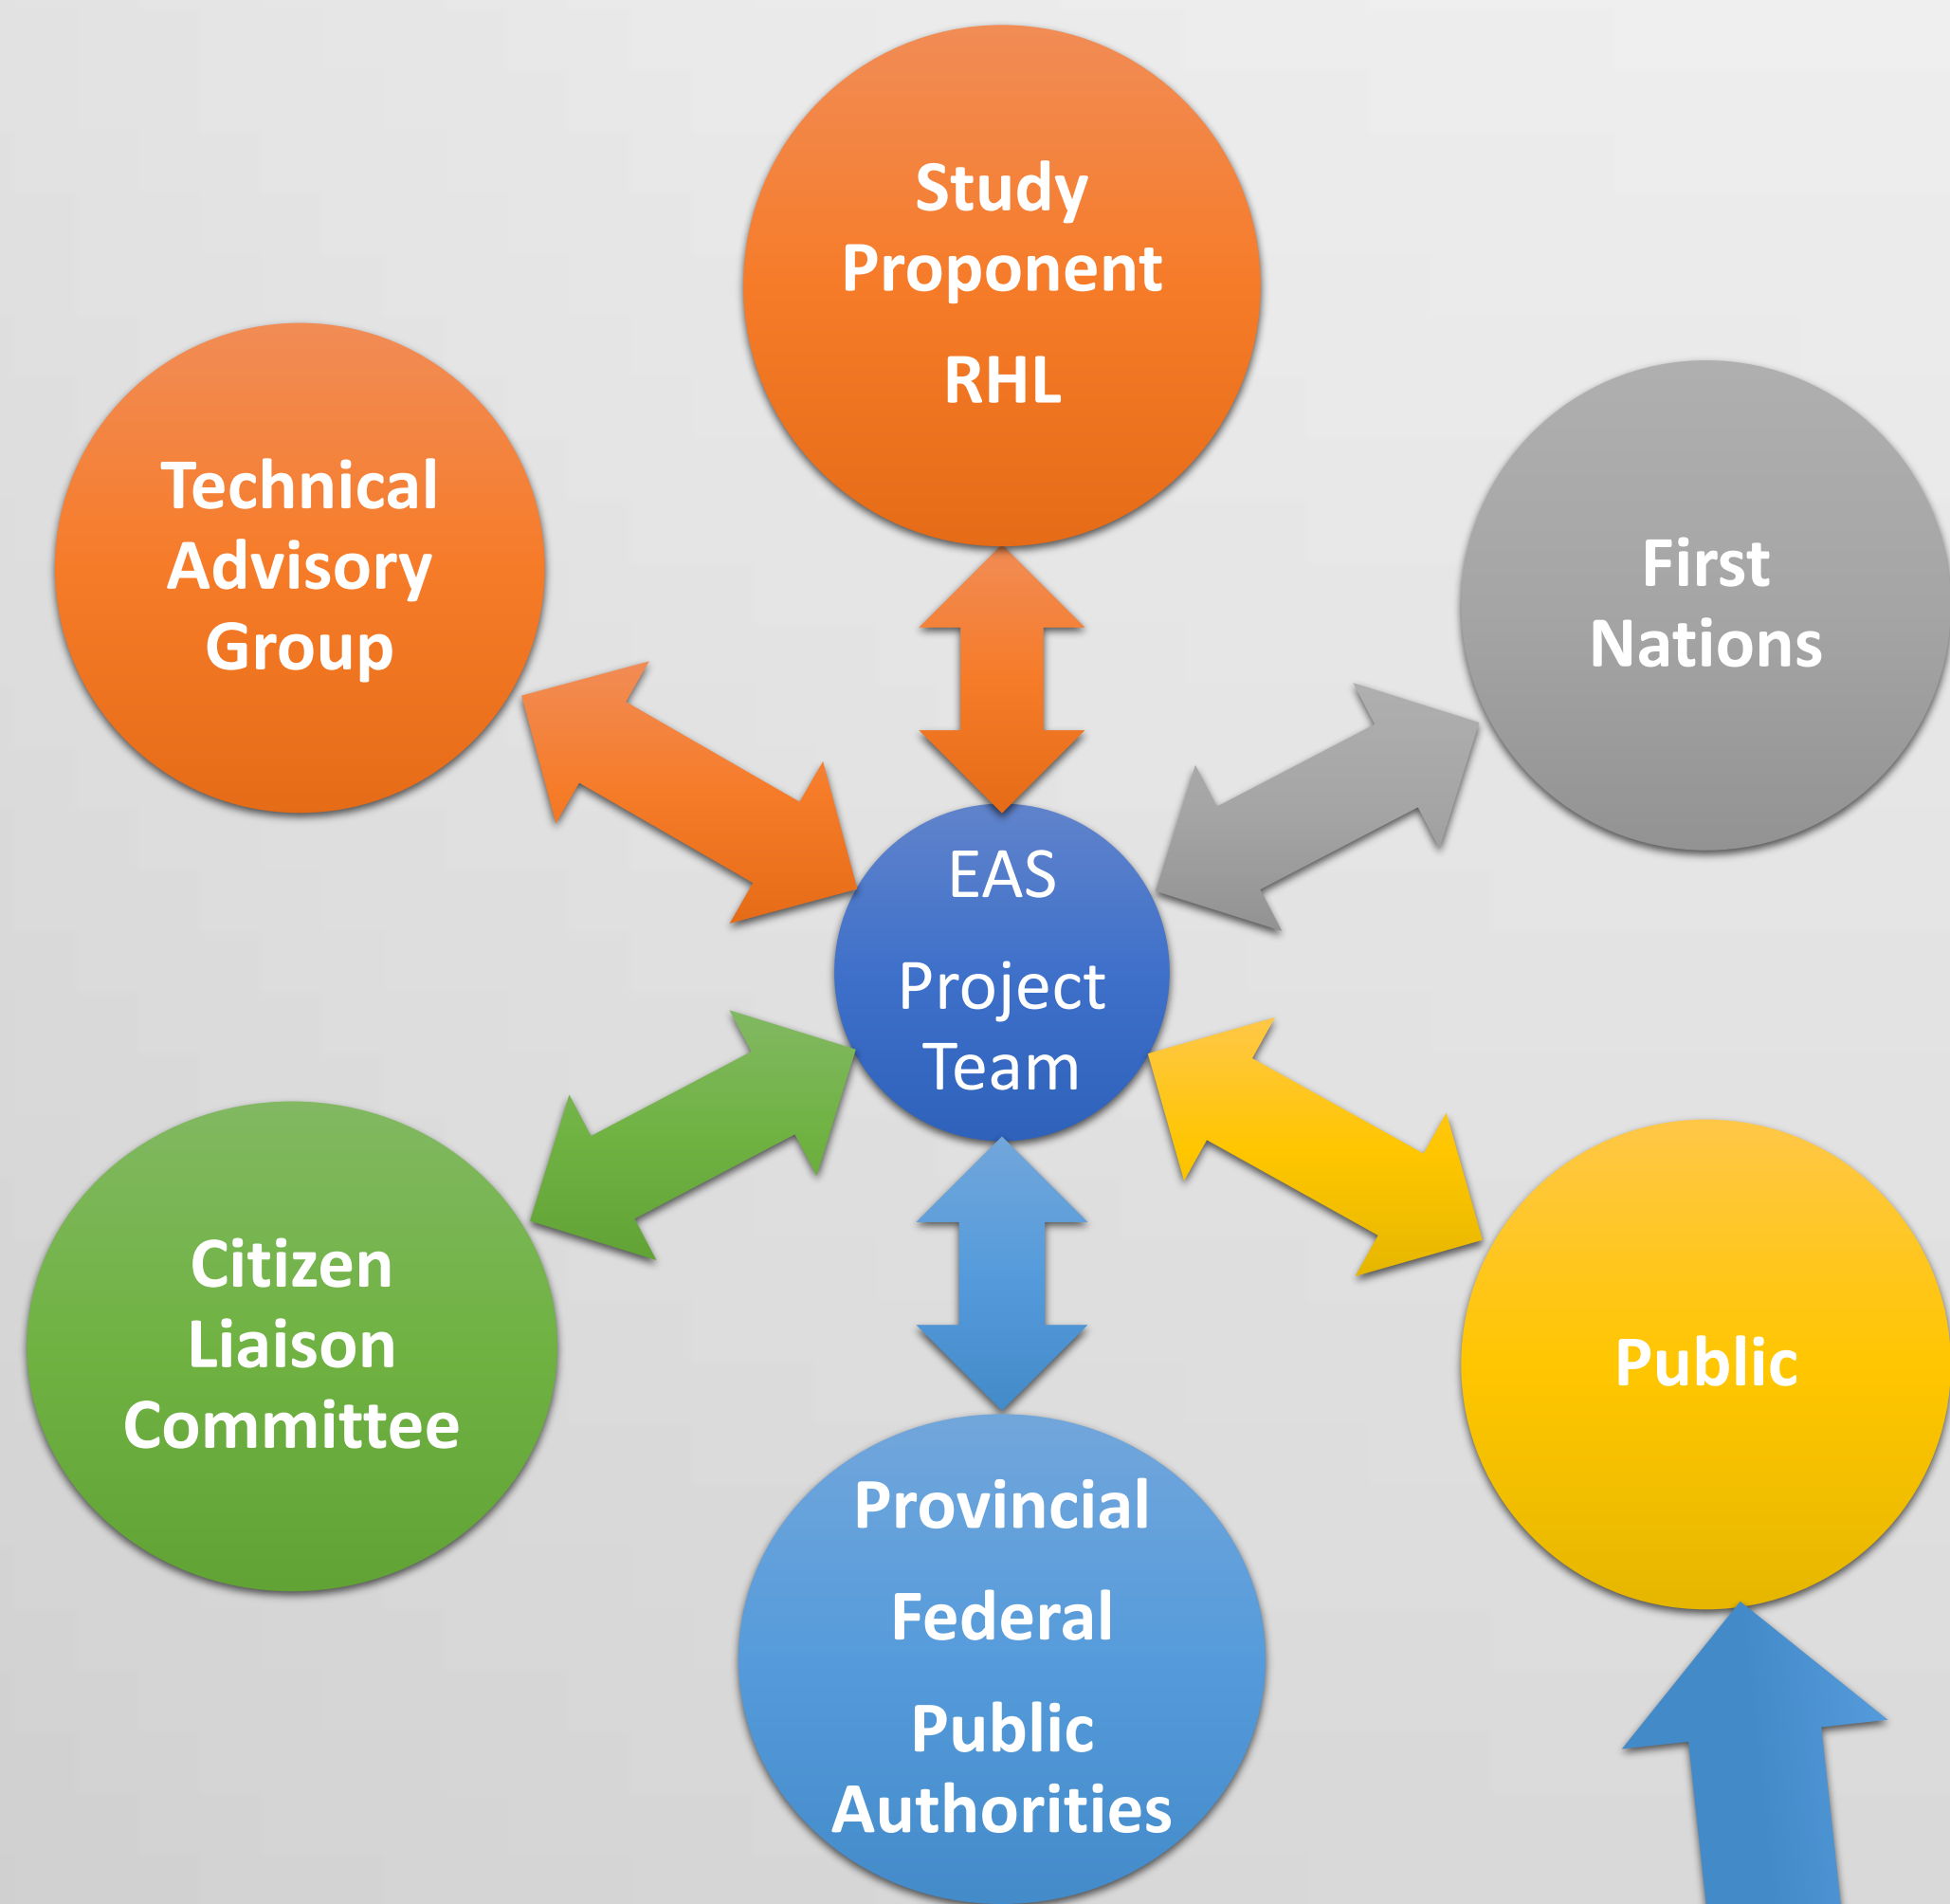 Study
Proponent
RHL
Technical
Advisory
Group
First
Nations
EAS
Project
Team
Citizen
Liaison
Committee
Public
Provincial
Federal
Public
Authorities